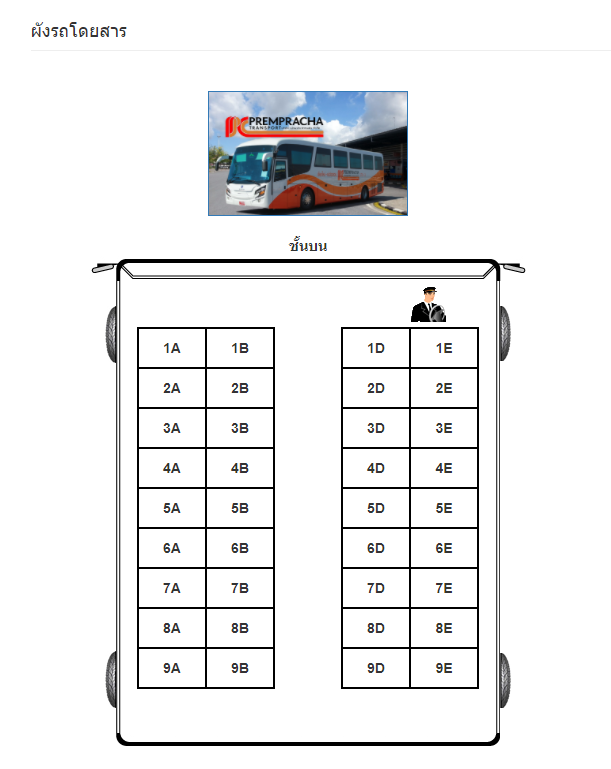 ผังรถโดยสาร
PREMPRACHA
TRANSPORT
ชั้นบน
1A 1B 1D 1E
2A 2B 2D 2E
3A 3B 3D 3E
4A 4B 4D 4E
5A 5B 5D 5E
6A 6B 6D 6E
7A 7B 7D 7E
8A 8B 8D 8E
9A 9B 9D 9E